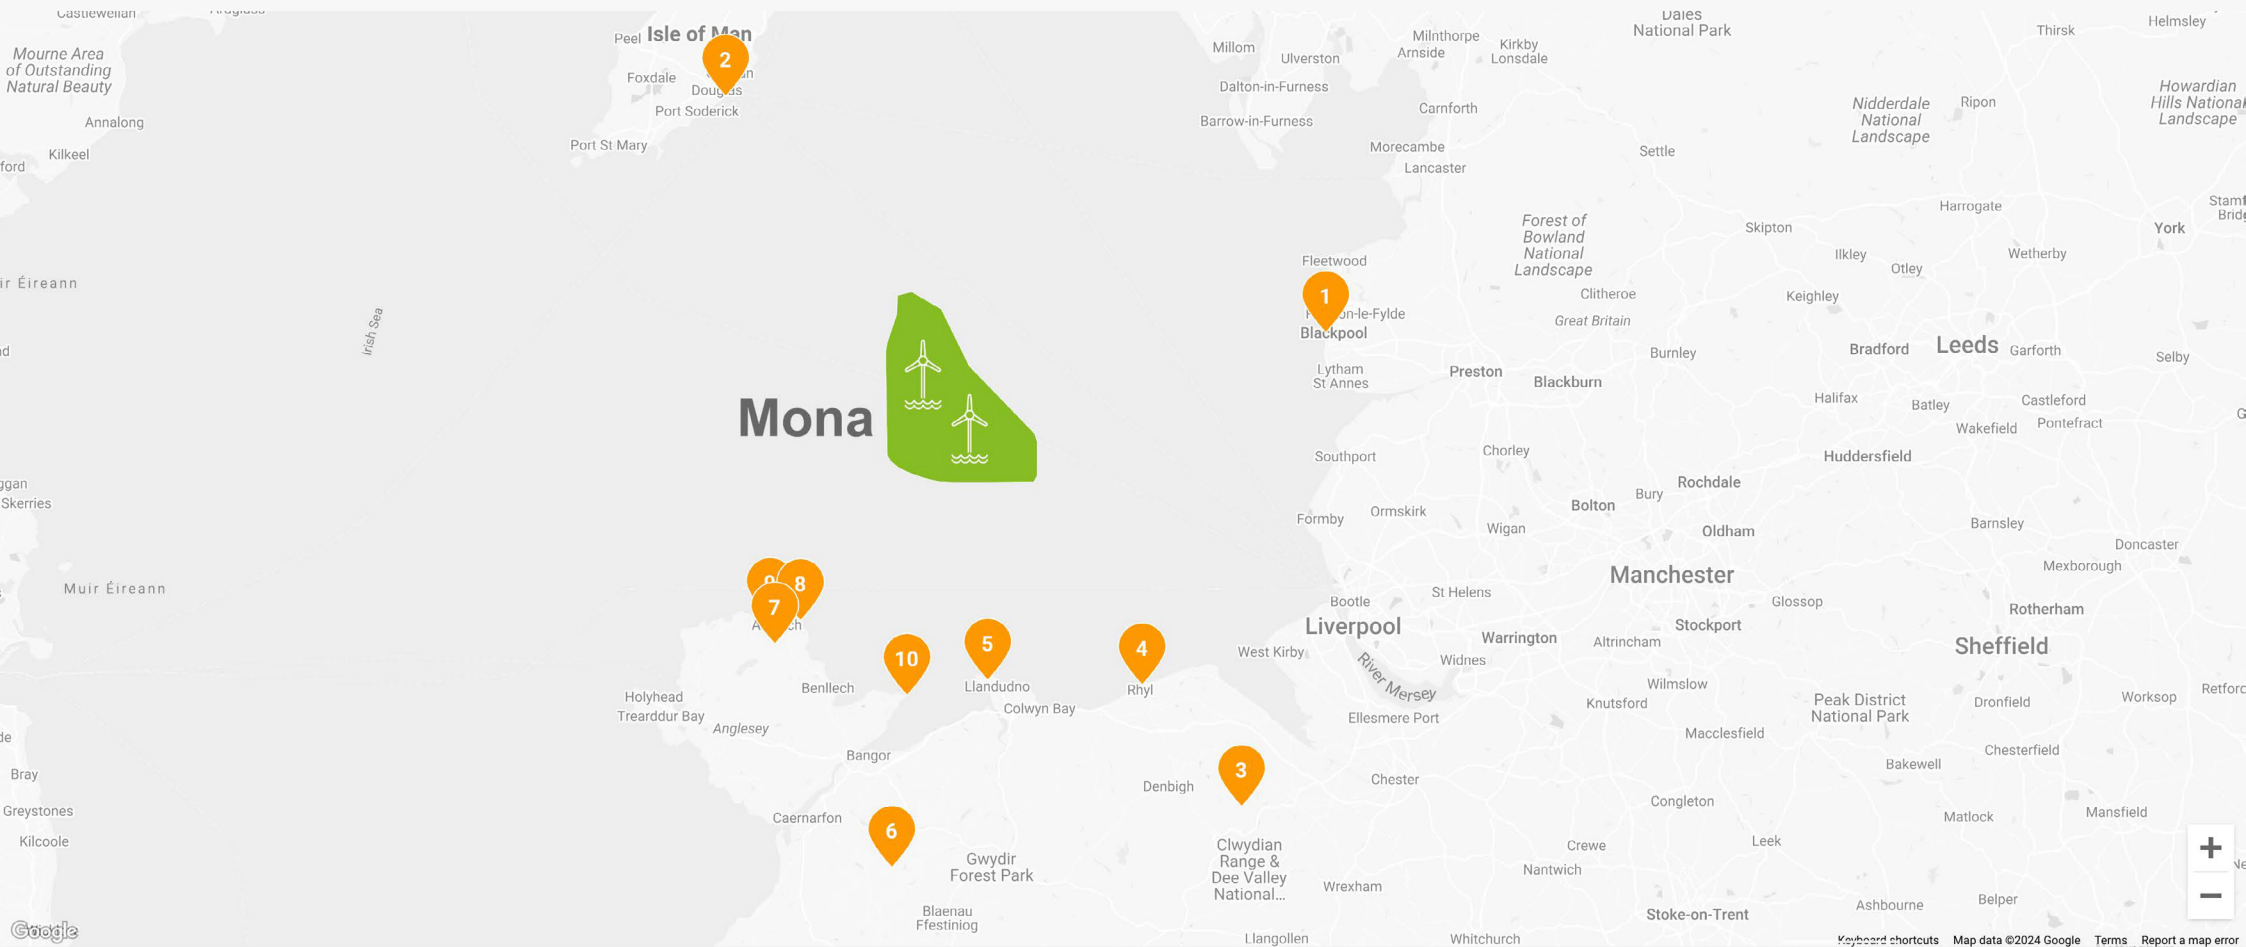 Castlewellan
Mourne Area
of Outstanding
Natural Beauty
Annalong
Kilkeel
ford
Peel
Isle of Man
2
Foxdale
Douglas
Port Soderick
Port St Mary
Millom
Ulverston
Dalton-in-Furness
Barrow-in-Furness
Milnthorpe
Arnside
Kirkby
Lonsdale
Carnforth
Morecambe
Lancaster
Dales
National Park
Settle
Thirsk
Helmsley
Nidderdale
National
Landscape
Ripon
Howardian
Hills National
Landscape
Harrogate
Skipton
York
Ilkley
Otley
Wetherby
Keighley
Forest of
Bowland
National
Landscape
Clitheroe
Great Britain
Fleetwood
1
on-le-Fylde
Blackpool
Lytham
St Annes
Preston
Blackburn
Burnley
Bradford
Leeds
Garforth
Selby
Halifax
Batley
Castleford
Wakefield
Pontefract
Huddersfield
ir Éireann
Irish Sea
Mona
Southport
Chorley
Rochdale
Bury
Bolton
Formby
Ormskirk
Wigan
Oldham
Barnsley
Doncaster
Mexborough
Skerries
Muir Éireann
9
8
7
10
5
4
Benllech
Llandudno
Rhyl
Colwyn Bay
Holyhead
Trearddur Bay
Anglesey
Bangor
Bootle
St Helens
Manchester
Glossop
Rotherham
Liverpool
West Kirby
Warrington
Altrincham
Stockport
Sheffield
Widnes
River Mersey
Wilmslow
Knutsford
Peak District
National Park
Dronfield
Worksop
Ellesmere Port
Macclesfield
Chesterfield
Bakewell
Bray
Greystones
Kilcoole
Caernarfon
6
Denbigh
3
Chester
Congleton
Matlock
Mansfield
Gwydir
Forest Park
Clwydian
Range &
Dee Valley
National...
Crewe
Leek
Nantwich
Wrexham
Blaenau
Ffestiniog
Stoke-on-Trent
Ashbourne
Belper
Llangollen
Whitchurch
Google
Keyboard shortcuts
Map data ©2024 Google
Terms
Report a map error